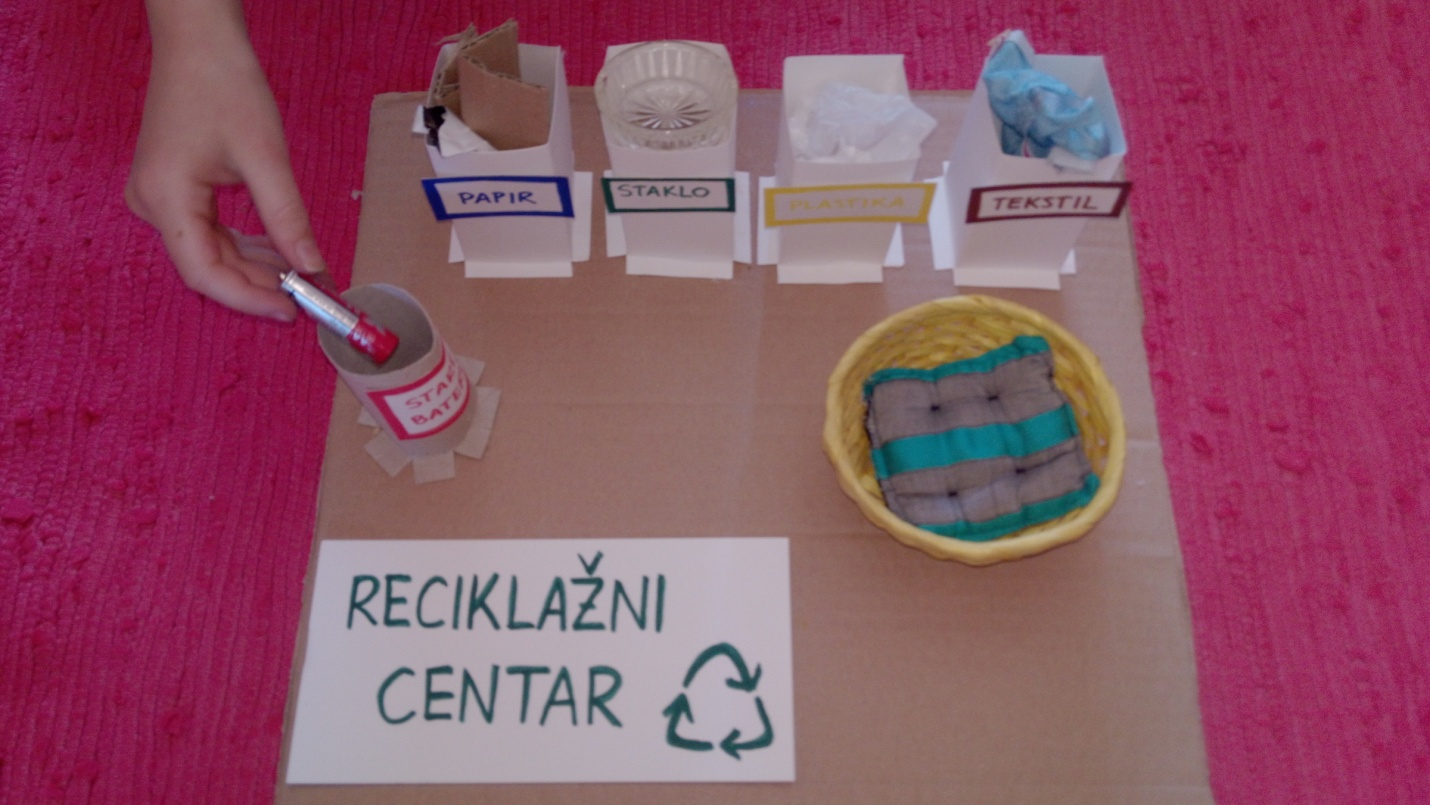 PAPIR
STAKLO
PLASTIKA
TEKSTIL
RECIKLAŽNI
CENTAR